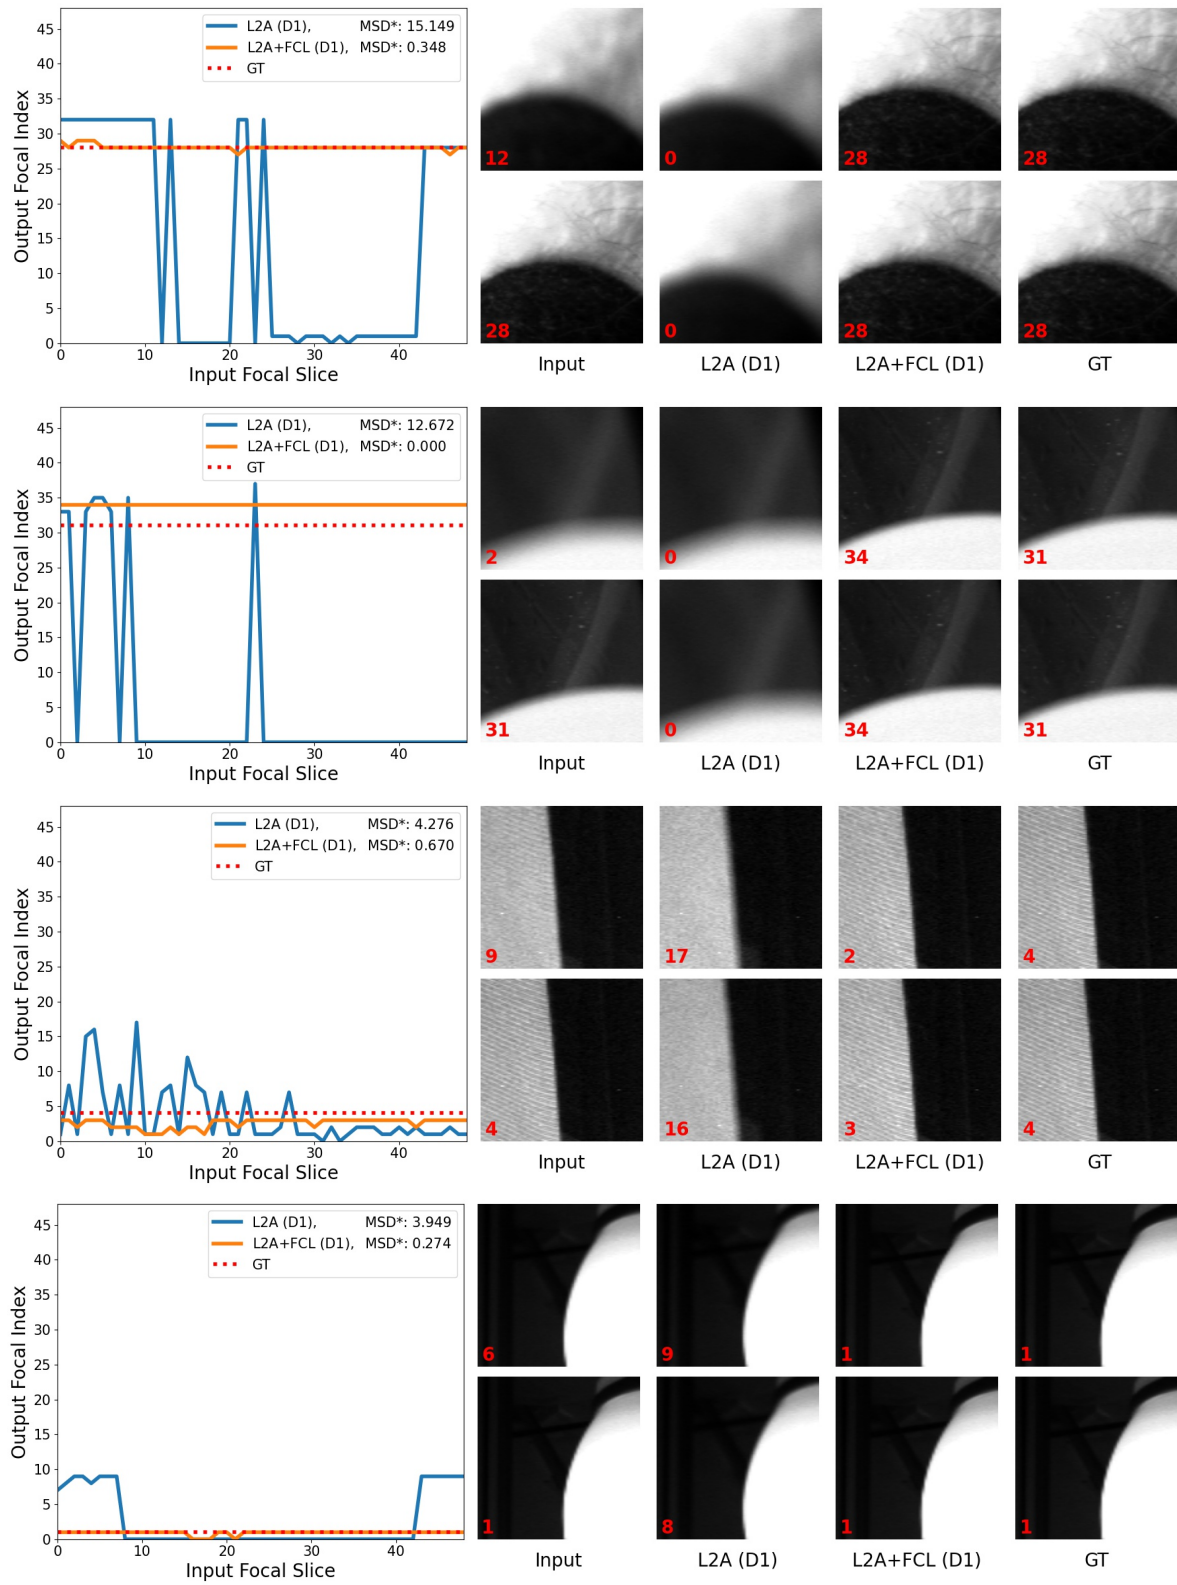 L2A (D1), MSD*: 15.149
L2A+FCL (D1), MSD*: 0.348
GT
45
40
35
30
25
20
15
10
5
0
Output Focal Index
0 10 20 30 40
Input Focal Slice
12 0 28 28
28 0 28 28
Input L2A (D1) L2A+FCL (D1) GT
L2A (D1), MSD*: 12.672
L2A+FCL (D1), MSD*: 0.000
GT
45
40
35
30
25
20
15
10
5
0
Output Focal Index
0 10 20 30 40
Input Focal Slice
2 0 34 31
31 0 34 31
Input L2A (D1) L2A+FCL (D1) GT
L2A (D1), MSD*: 4.276
L2A+FCL (D1), MSD*: 0.670
GT
45
40
35
30
25
20
15
10
5
0
Output Focal Index
0 10 20 30 40
Input Focal Slice
9 17 2 4
4 16 3 4
Input L2A (D1) L2A+FCL (D1) GT
L2A (D1), MSD*: 3.949
L2A+FCL (D1), MSD*: 0.274
GT
45
40
35
30
25
20
15
10
5
0
Output Focal Index
0 10 20 30 40
Input Focal Slice
6 9 1 1
1 8 1 1
Input L2A (D1) L2A+FCL (D1) GT